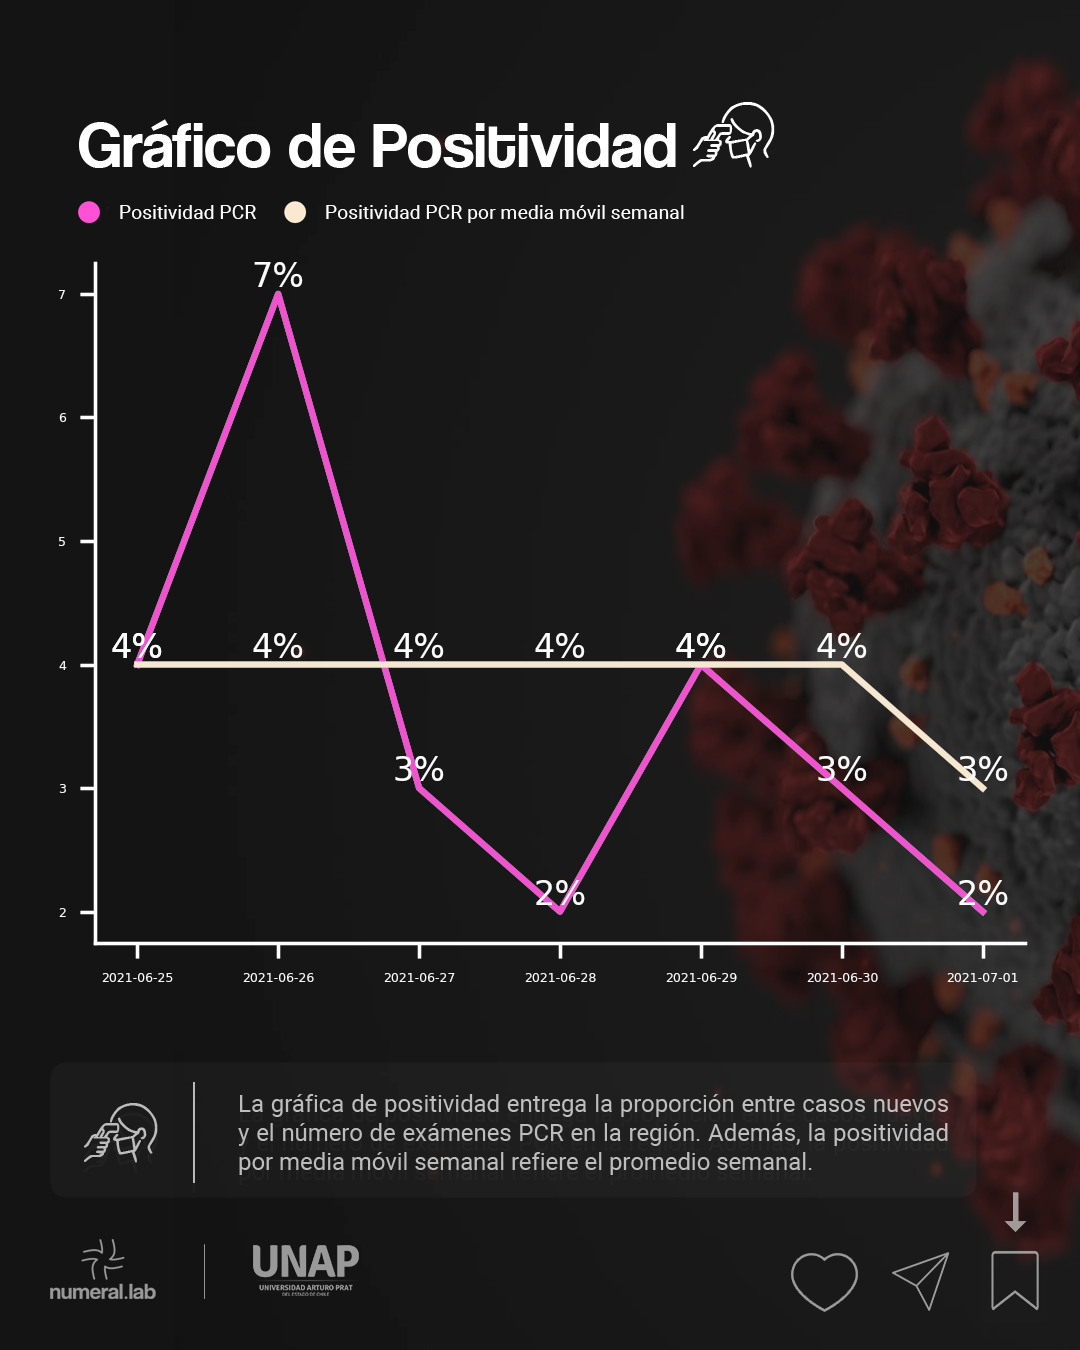 Gráfico de Positividad
Positividad PCR
Positividad PCR por media móvil semanal
7%
7
6
5
4% 4% 4% 4% 4% 4%
4
3% 3% 3%
3
2% 2%
2
2021-06-25 2021-06-26 2021-06-27 2021-06-28 2021-06-29 2021-06-30 2021-07-01
La gráfica de positividad entrega la proporción entre casos nuevos
y el número de exámenes PCR en la región. Además, la positividad
por media móvil semanal refiere el promedio semanal.
numeral.lab
UNAP
UNIVERSIDAD ARTURO PRAT
DEL ESTADO DE CHILE